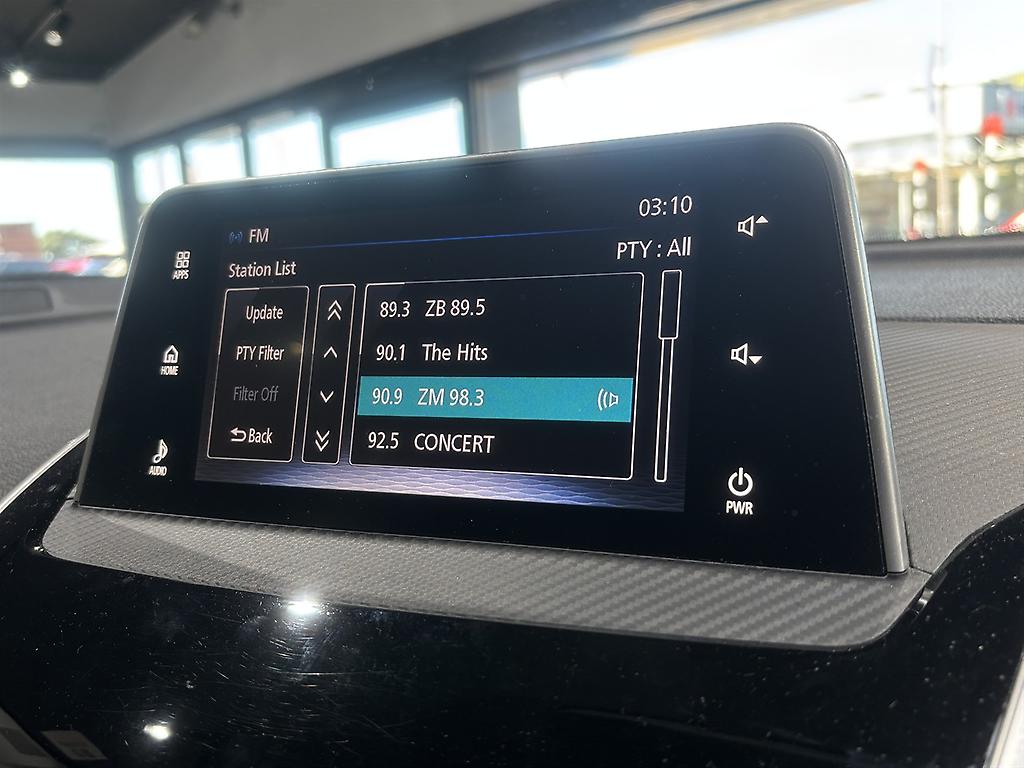 03:10
FM
PTY : All
APPS
Station List
Update
89.3 ZB 89.5
PTY Filter
90.1 The Hits
HOME
Filter Off
90.9 ZM 98.3
Back
92.5 CONCERT
AUDIO
PWR